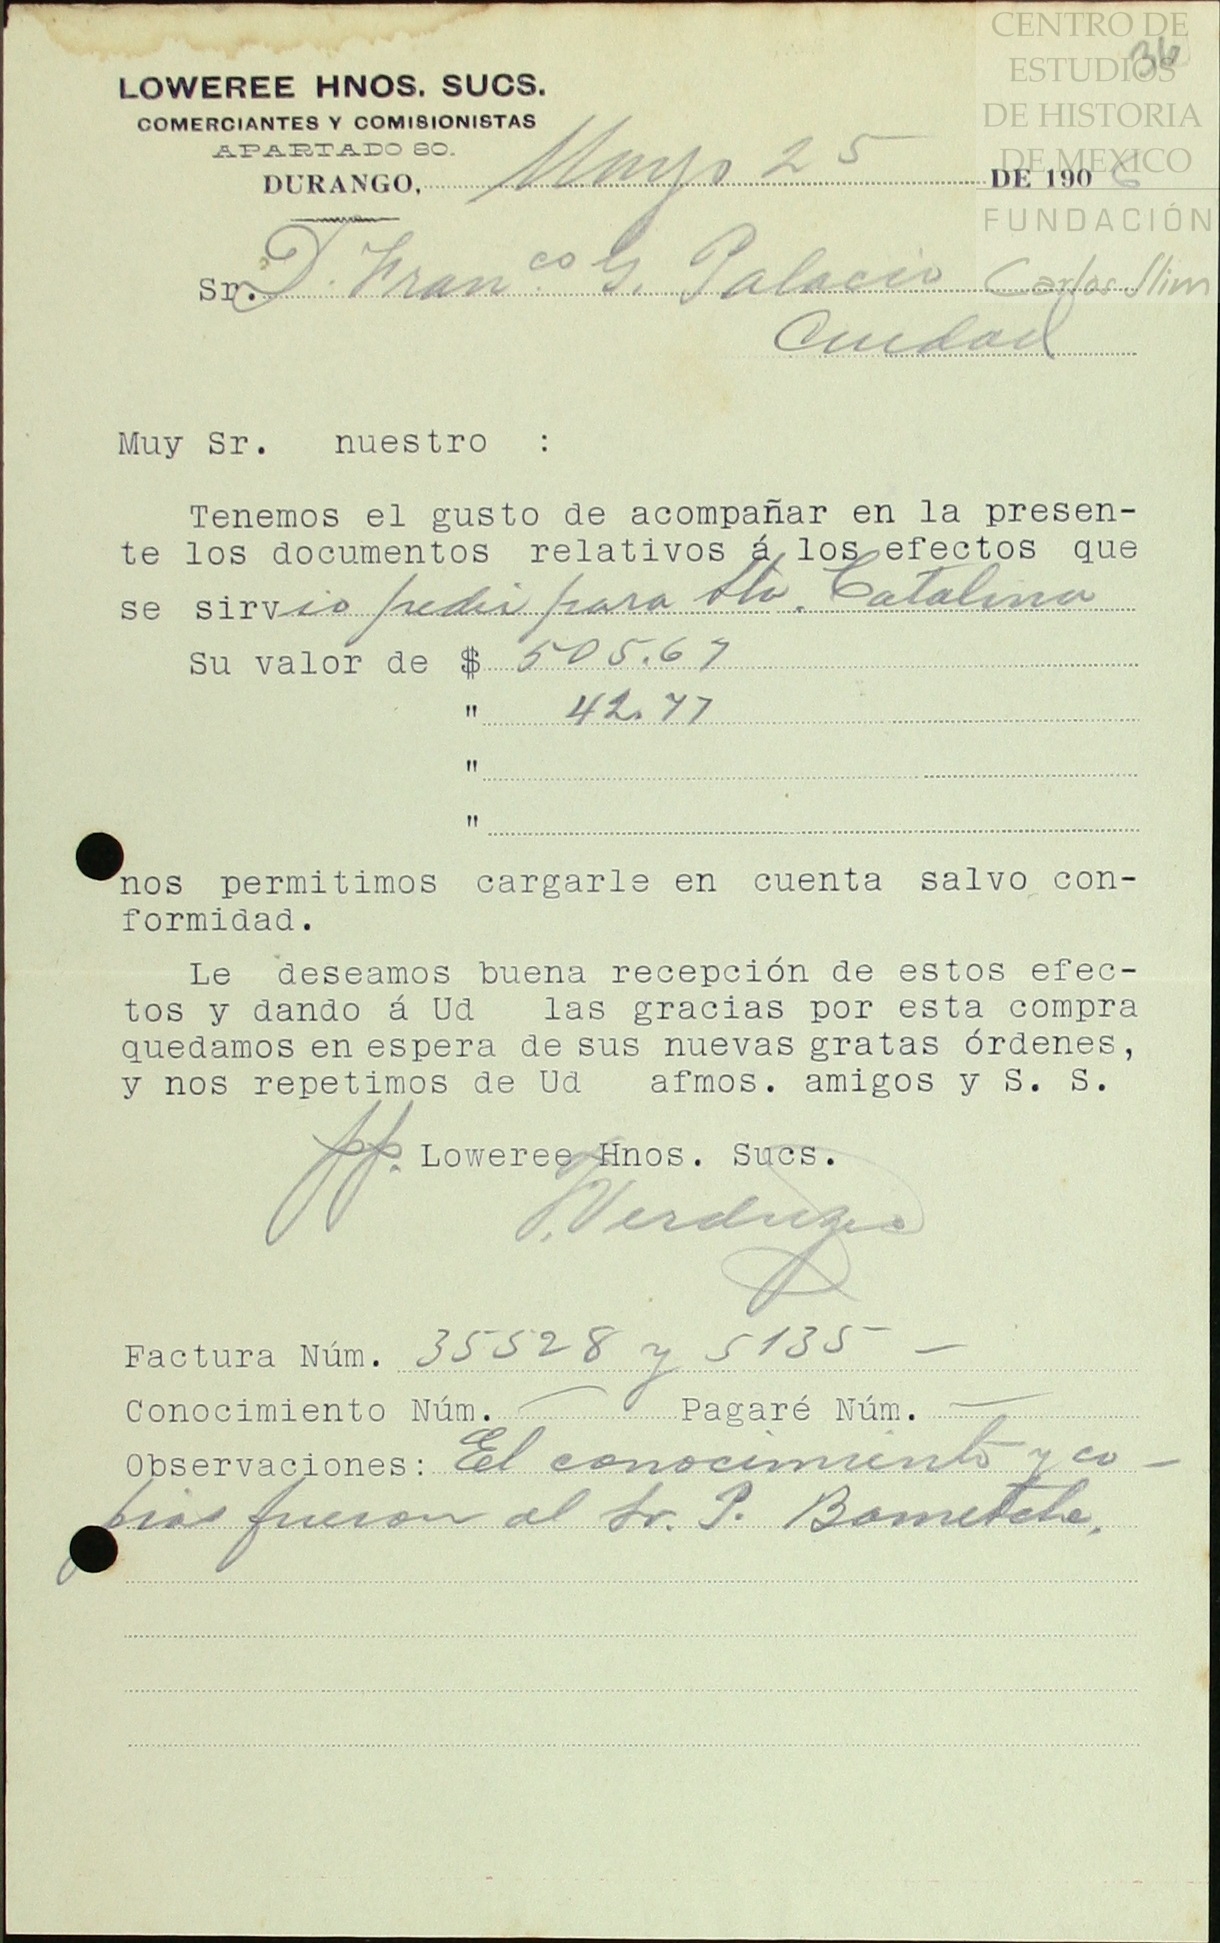 CENTRO DE
ESTUDIOS
DE HISTORIA
DE MEXICO
FUNDACIÓN
Carlos Slim
36
LOWEREE HNOS. SUCS.
COMERCIANTES Y COMISIONISTAS
APARTADO 80.
DURANGO, Mayo 25 DE 1906
Sr. D. Franco G. Palacio
Ciudad
Muy Sr. nuestro :
Tenemos el gusto de acompañar en la presen-
te los documentos relativos á los efectos que
se sirvio pedir para Sta. Catalina
Su valor de $ 505.67
" 42.77
"
"
nos permitimos cargarle en cuenta salvo con-
formidad.
Le deseamos buena recepción de estos efec-
tos y dando á Ud las gracias por esta compra
quedamos en espera de sus nuevas gratas órdenes,
y nos repetimos de Ud afmos. amigos y S. S.
pp. Loweree Hnos. Sucs.
Verduzco
Factura Núm. 35528 y 5135 —
Conocimiento Núm. — Pagaré Núm. —
Observaciones: El conocimiento y co-
pias fueron al Sr. P. Bometche.